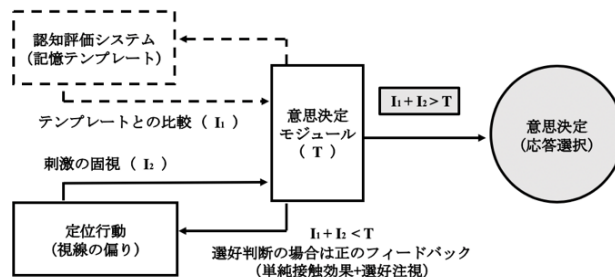 認知評価システム
(記憶テンプレート)
テンプレートとの比較 ( I₁ )
刺激の固視 ( I₂ )
定位行動
(視線の偏り)
意思決定
モジュール
( T )
I₁ + I₂ > T
意思決定
(応答選択)
I₁ + I₂ < T
選好判断の場合は正のフィードバック
(単純接触効果+選好注視)